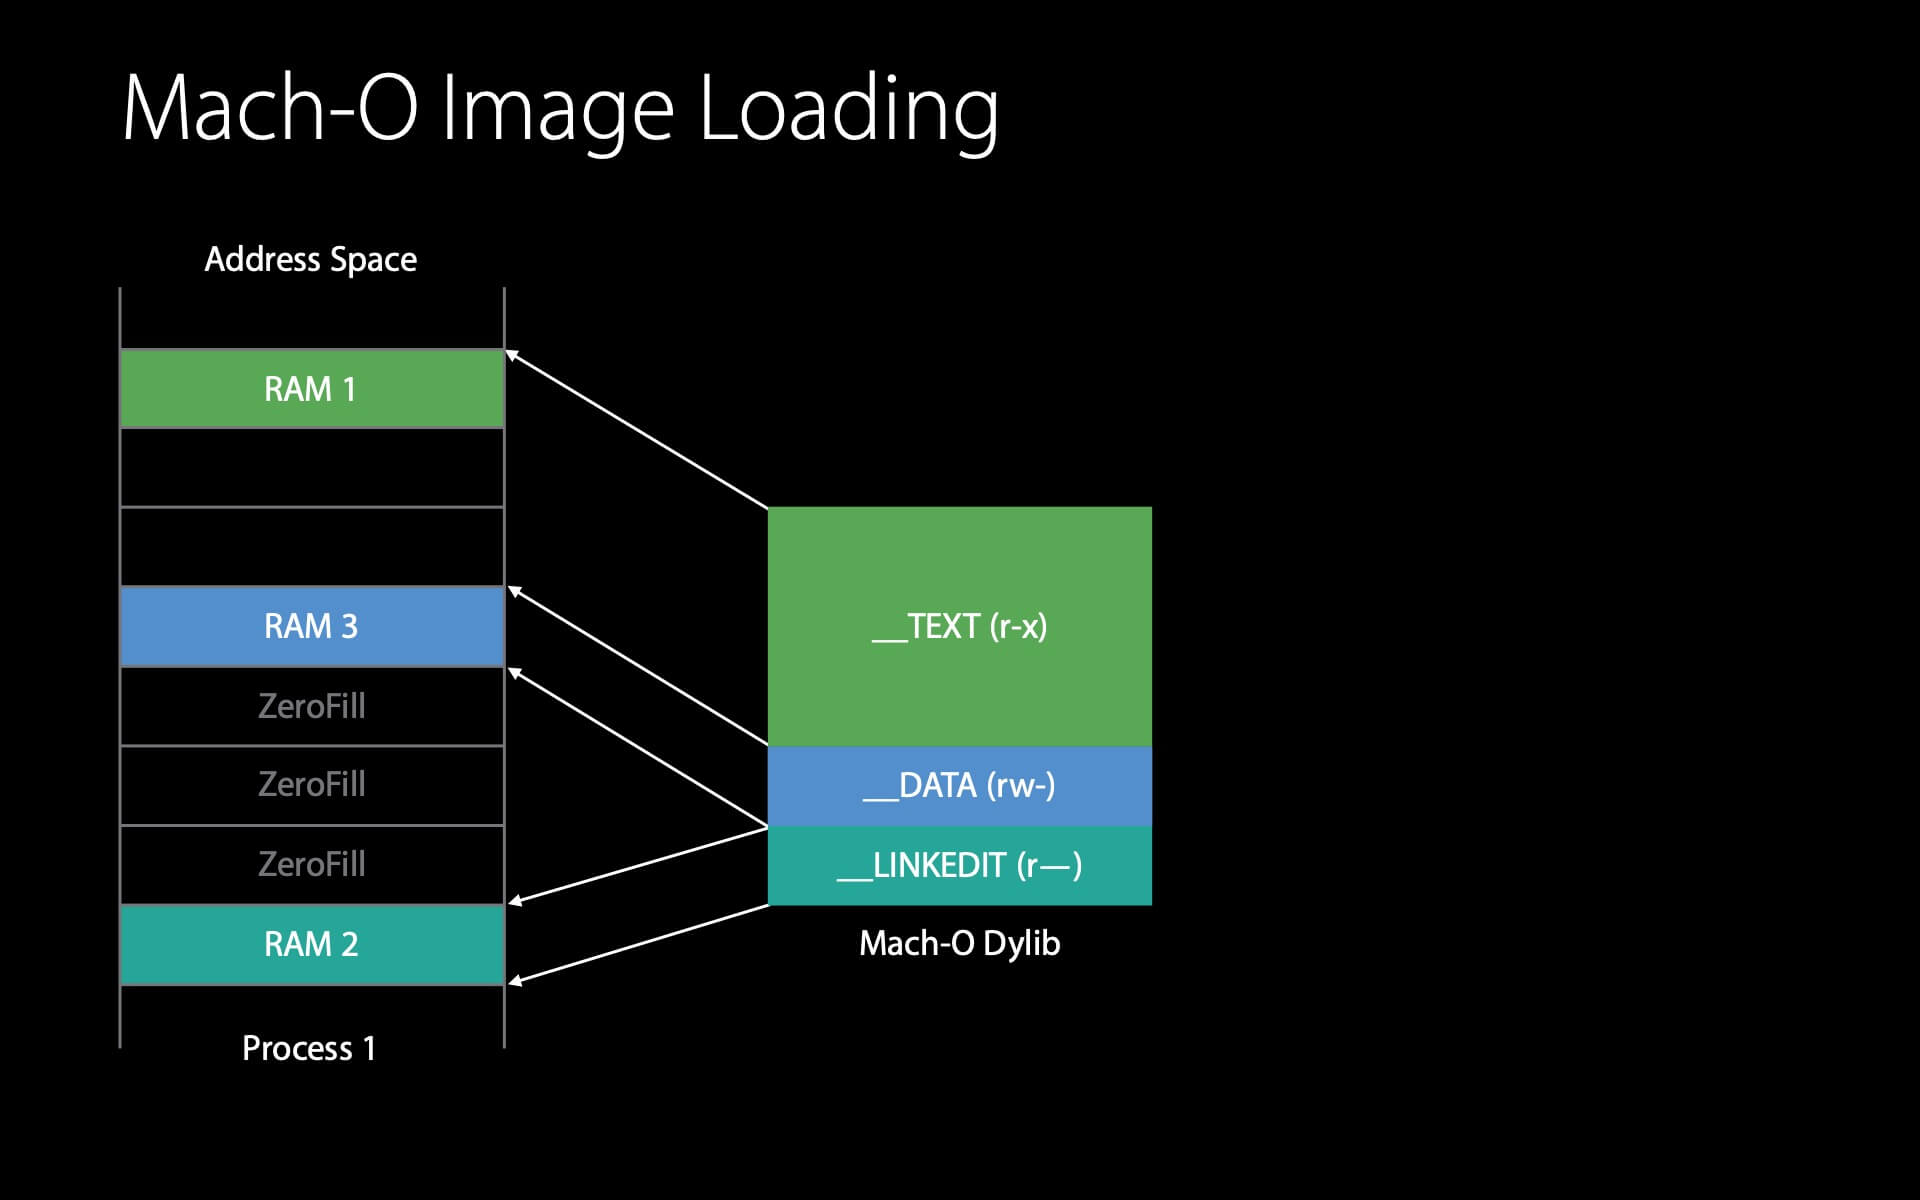 Mach-O Image Loading
Address Space
RAM 1
RAM 3
ZeroFill
ZeroFill
ZeroFill
RAM 2
Process 1
__TEXT (r-x)
__DATA (rw-)
__LINKEDIT (r—)
Mach-O Dylib